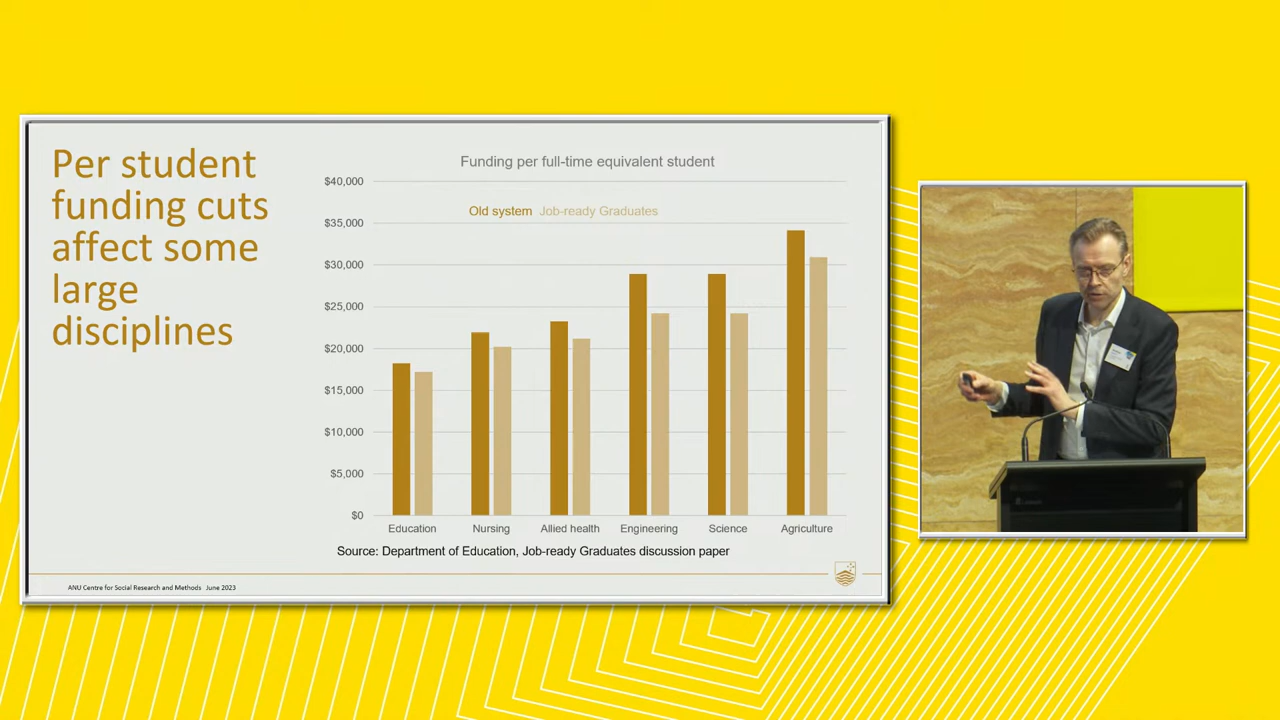 Per student
funding cuts
affect some
large
disciplines
Funding per full-time equivalent student
$40,000
$35,000
$30,000
$25,000
$20,000
$15,000
$10,000
$5,000
$0
Old system Job-ready Graduates
Education Nursing Allied health Engineering Science Agriculture
Source: Department of Education, Job-ready Graduates discussion paper
ANU Centre for Social Research and Methods June 2023